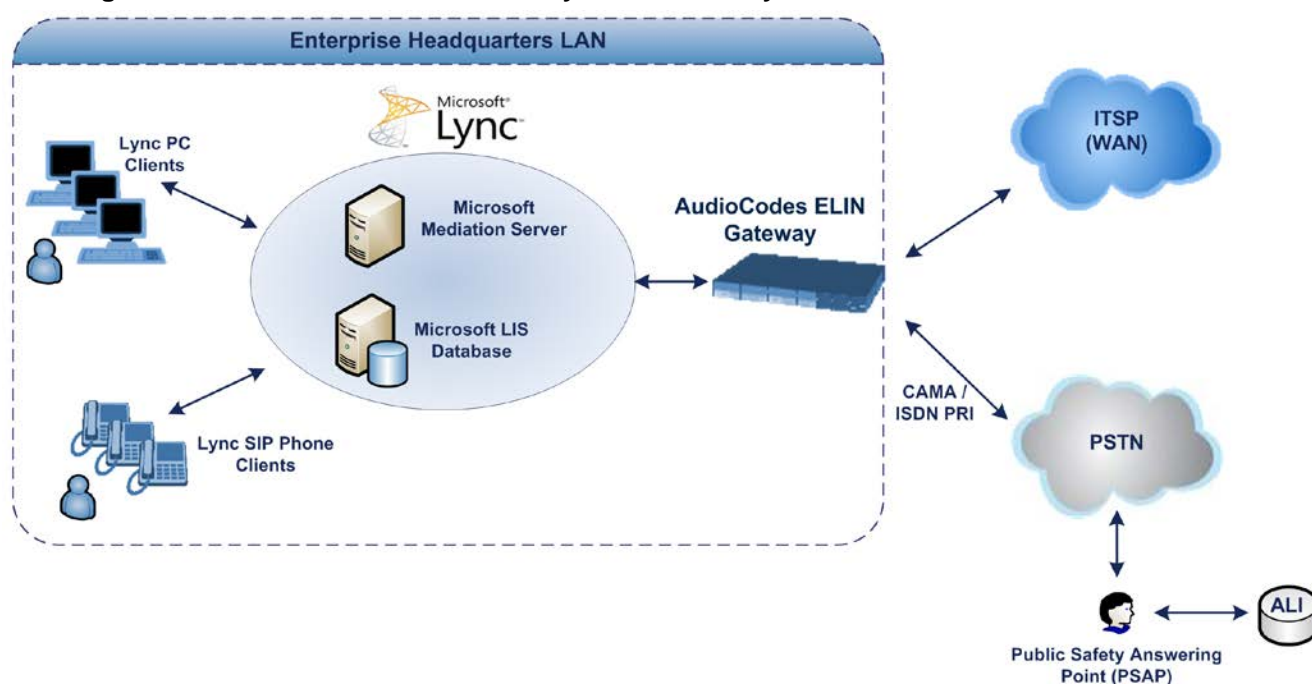 Enterprise Headquarters LAN
Microsoft®
Lync™
Lync PC
Clients
Microsoft
Mediation Server
Microsoft LIS
Database
Lync SIP Phone
Clients
AudioCodes ELIN
Gateway
ITSP
(WAN)
CAMA /
ISDN PRI
PSTN
ALI
Public Safety Answering
Point (PSAP)